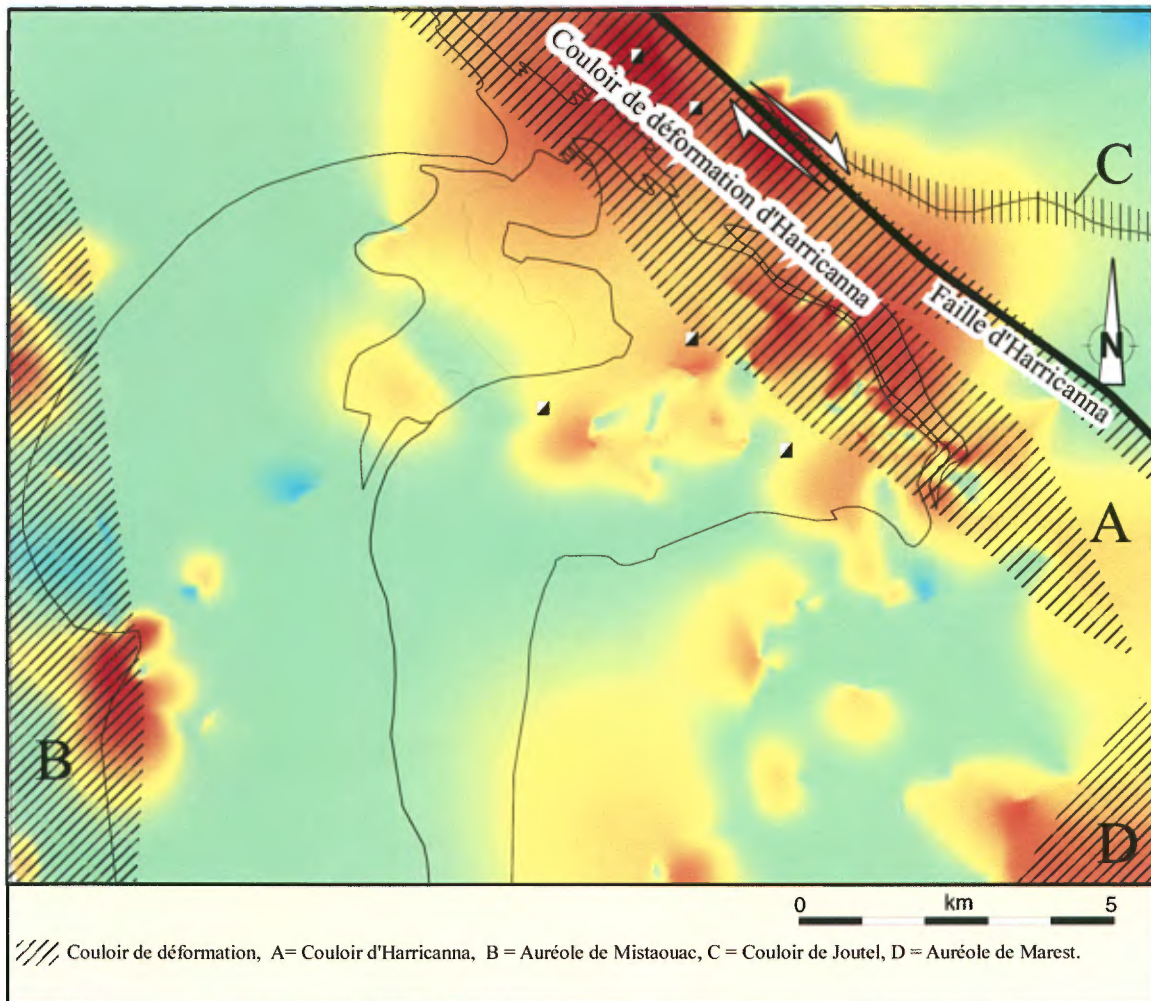 Couloir de déformation d'Harricanna
C
Faille d'Harricanna
N
A
B
D
0 km 5
Couloir de déformation, A= Couloir d'Harricanna, B = Auréole de Mistaouac, C = Couloir de Joutel, D = Auréole de Marest.